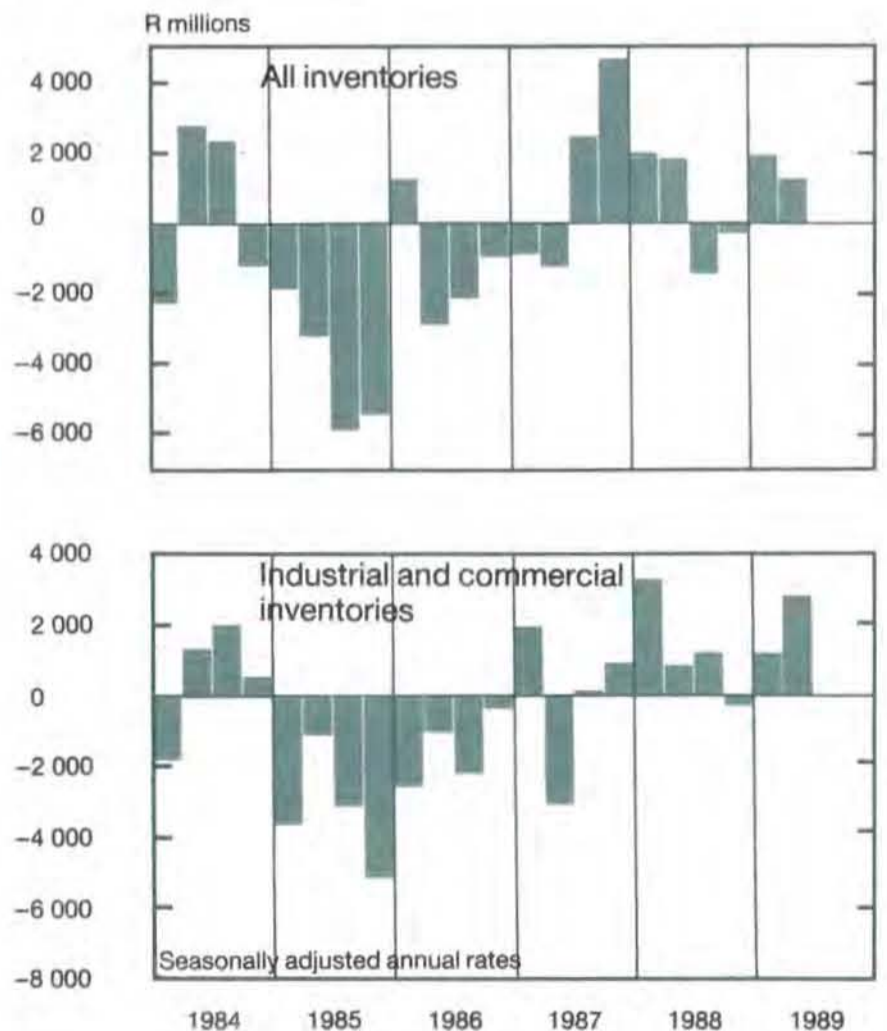 R millions
All inventories
4 000
2 000
0
–2 000
–4 000
–6 000
4 000
Industrial and commercial
inventories
2 000
0
–2 000
–4 000
–6 000
–8 000
Seasonally adjusted annual rates
1984 1985 1986 1987 1988 1989